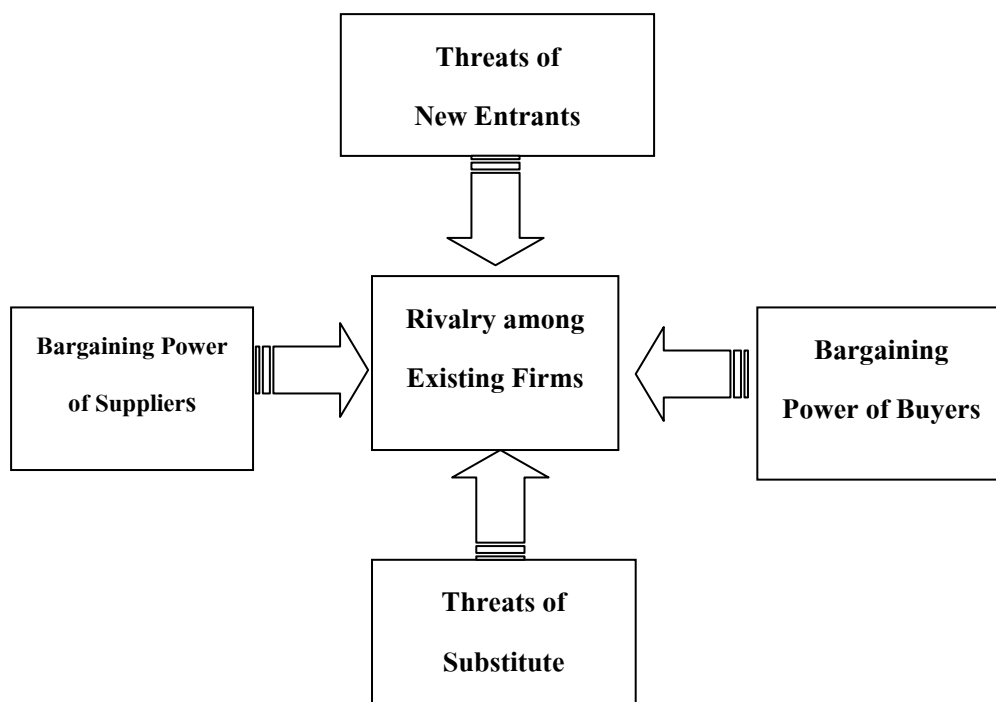 Threats of
New Entrants
Bargaining Power
of Suppliers
Rivalry among
Existing Firms
Bargaining
Power of Buyers
Threats of
Substitute